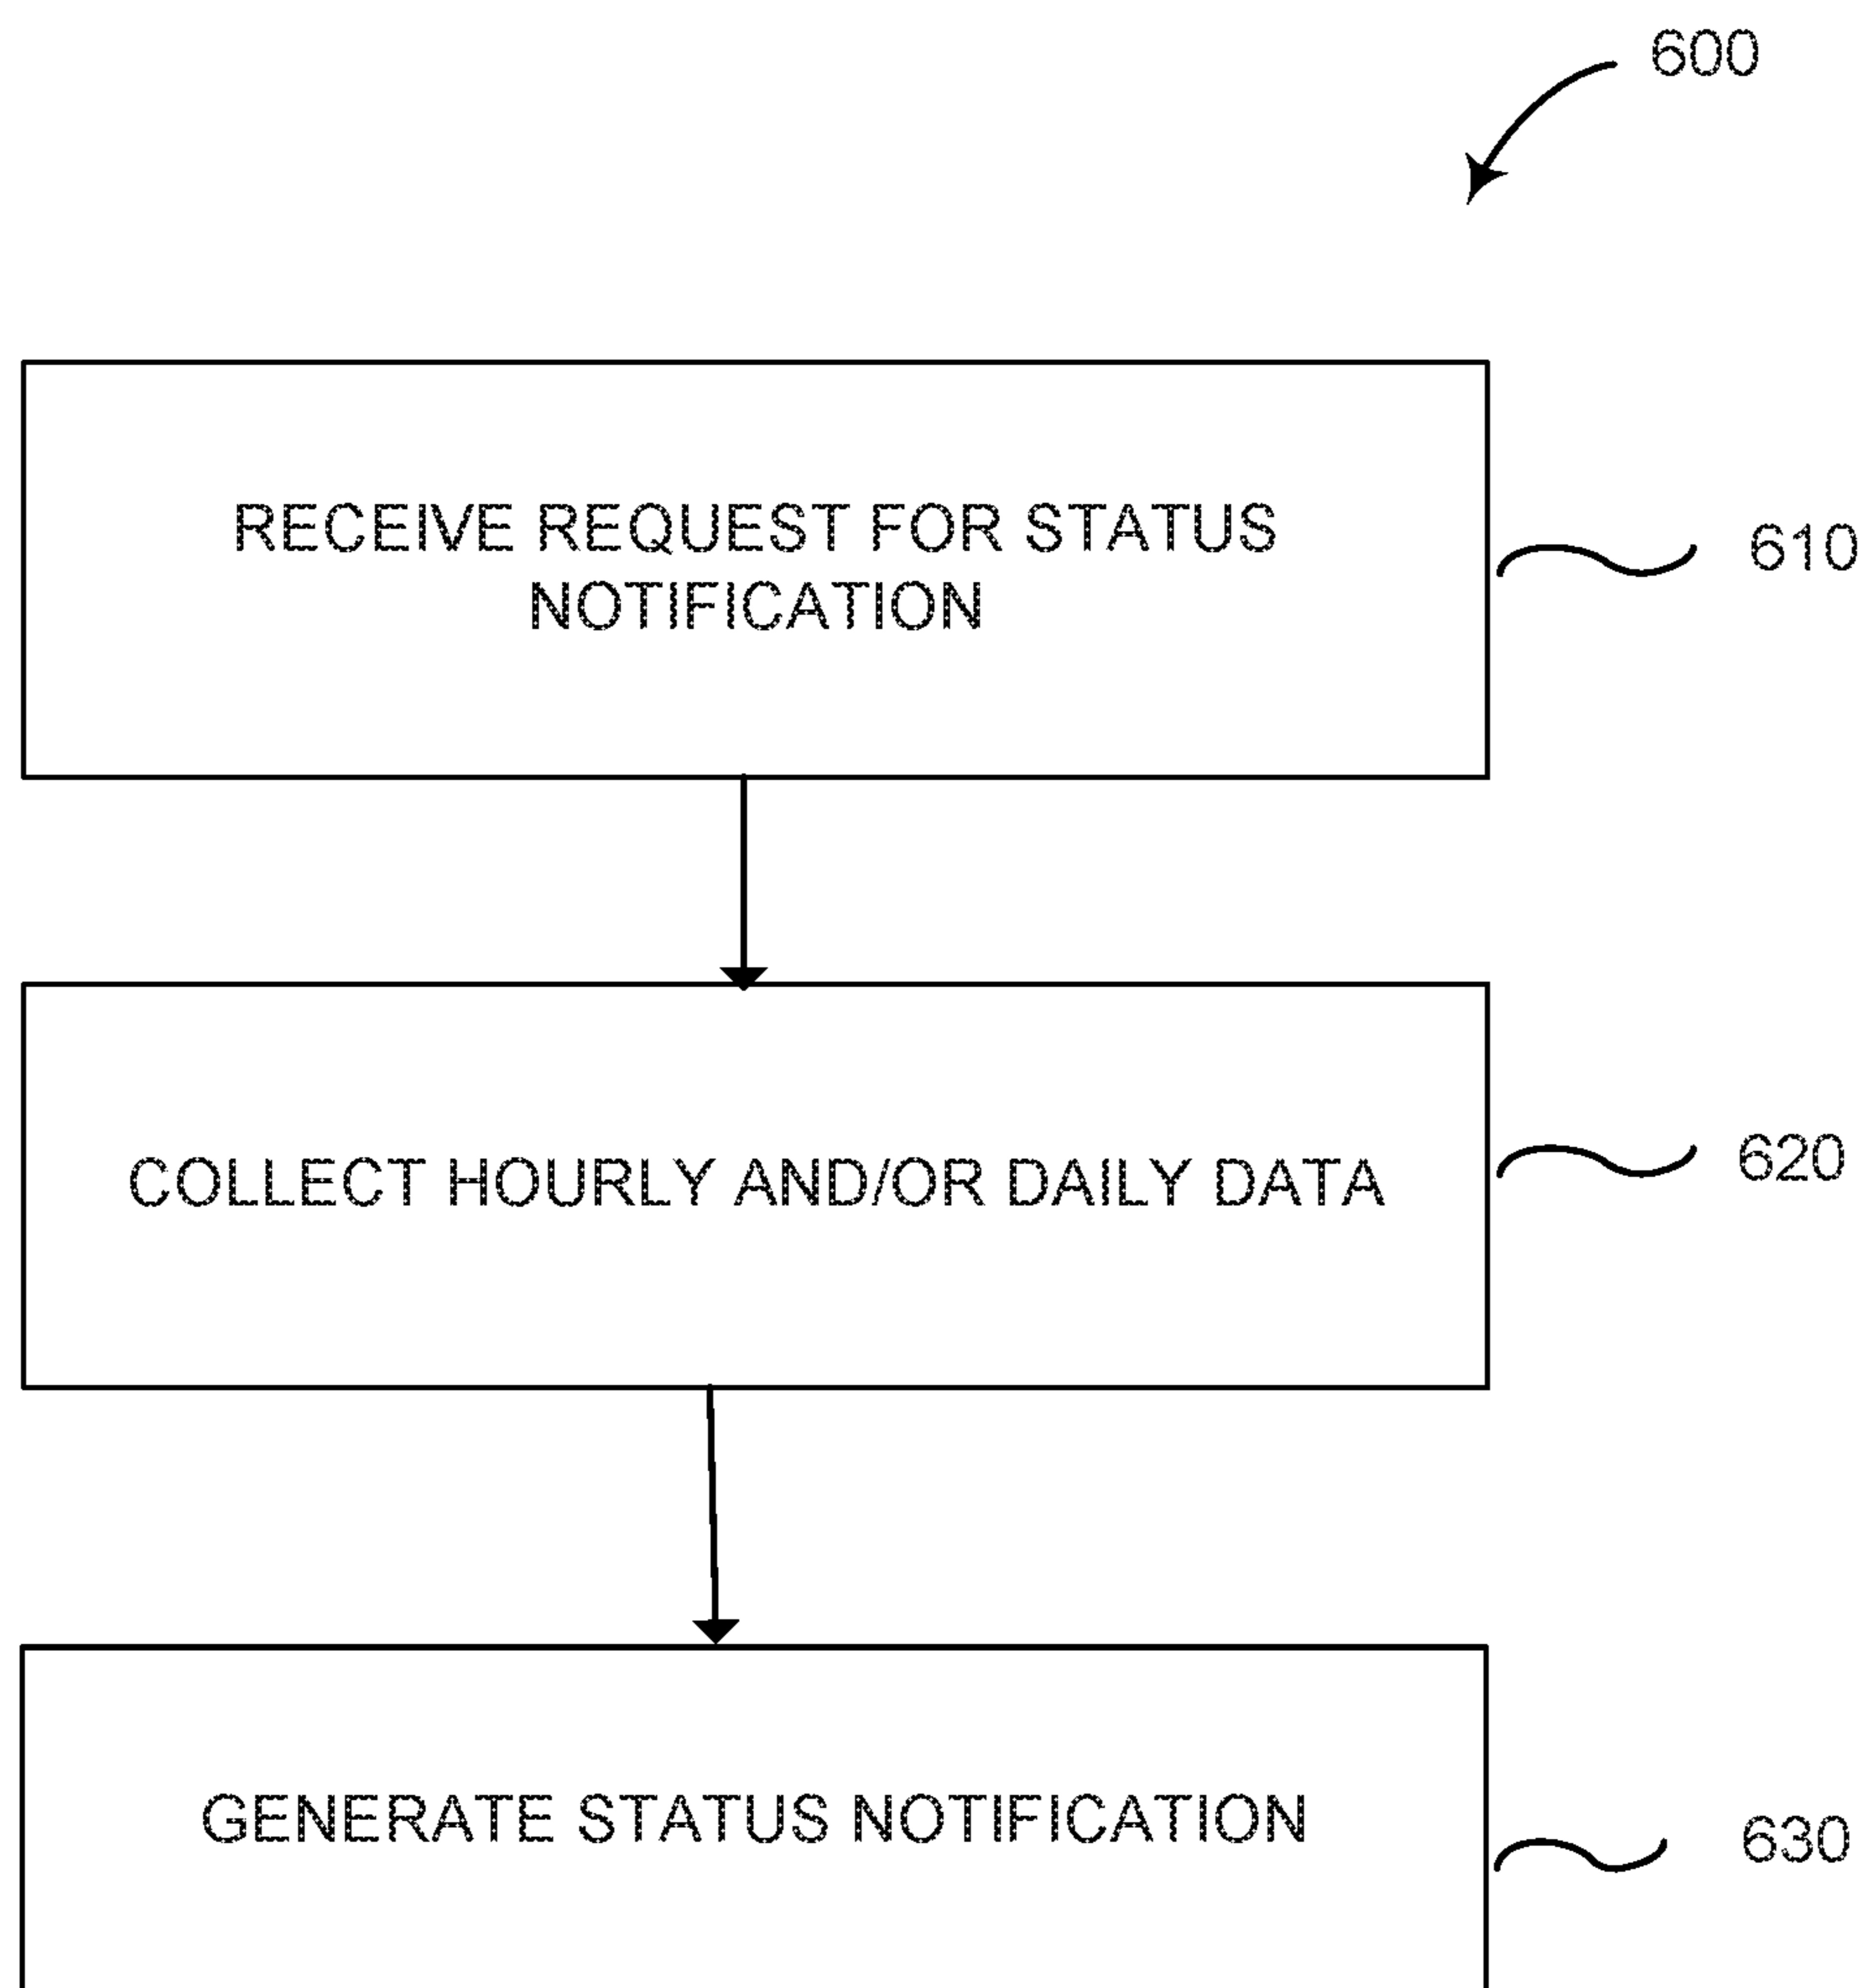 600
RECEIVE REQUEST FOR STATUS
NOTIFICATION
610
COLLECT HOURLY AND/OR DAILY DATA
620
GENERATE STATUS NOTIFICATION
630